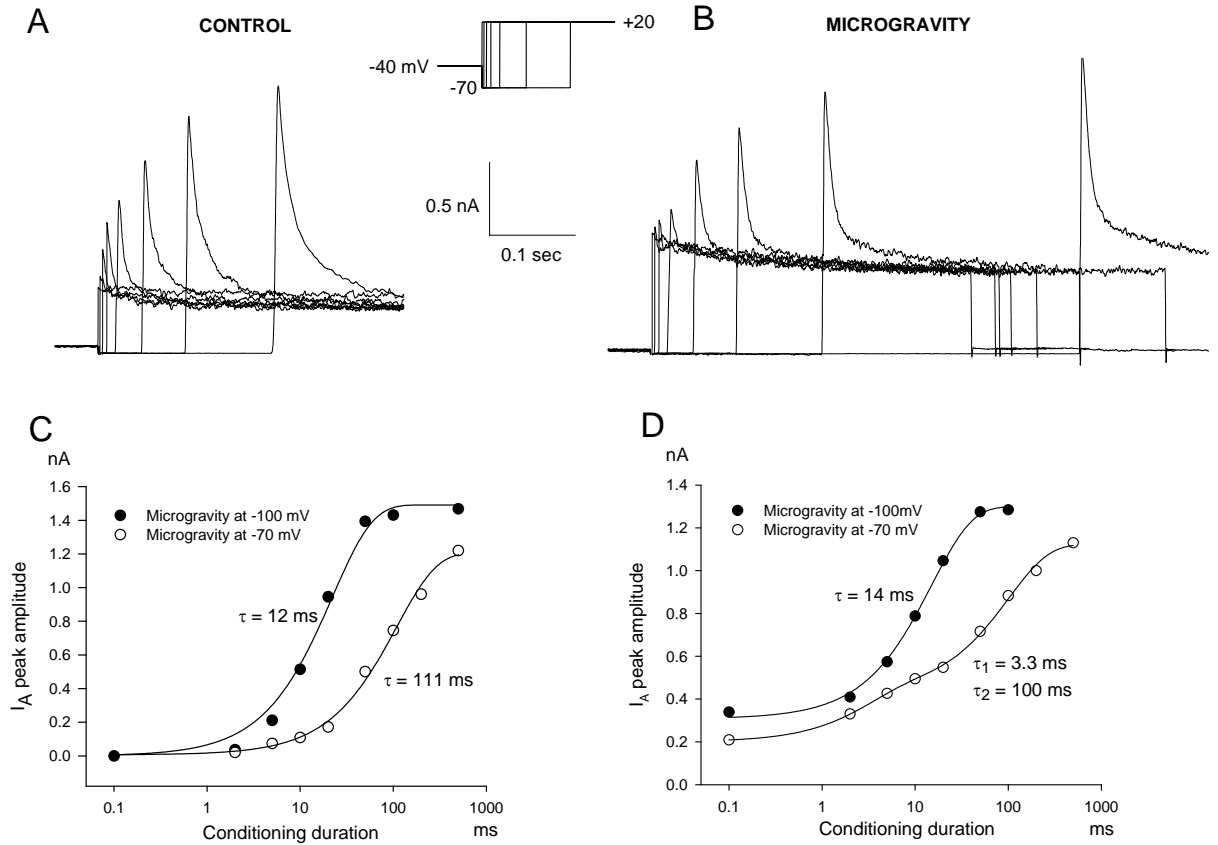 A
CONTROL
+20
-40 mV
-70
0.5 nA
0.1 sec
B
MICROGRAVITY
C
nA
1.6
1.4
1.2
1.0
0.8
0.6
0.4
0.2
0.0
I_A peak amplitude
Microgravity at -100 mV
Microgravity at -70 mV
τ = 12 ms
τ = 111 ms
0.1
1
10
100
1000
Conditioning duration
ms
D
nA
1.4
1.2
1.0
0.8
0.6
0.4
0.2
0.0
I_A peak amplitude
Microgravity at -100mV
Microgravity at -70 mV
τ = 14 ms
τ1 = 3.3 ms
τ2 = 100 ms
0.1
1
10
100
1000
Conditioning duration
ms